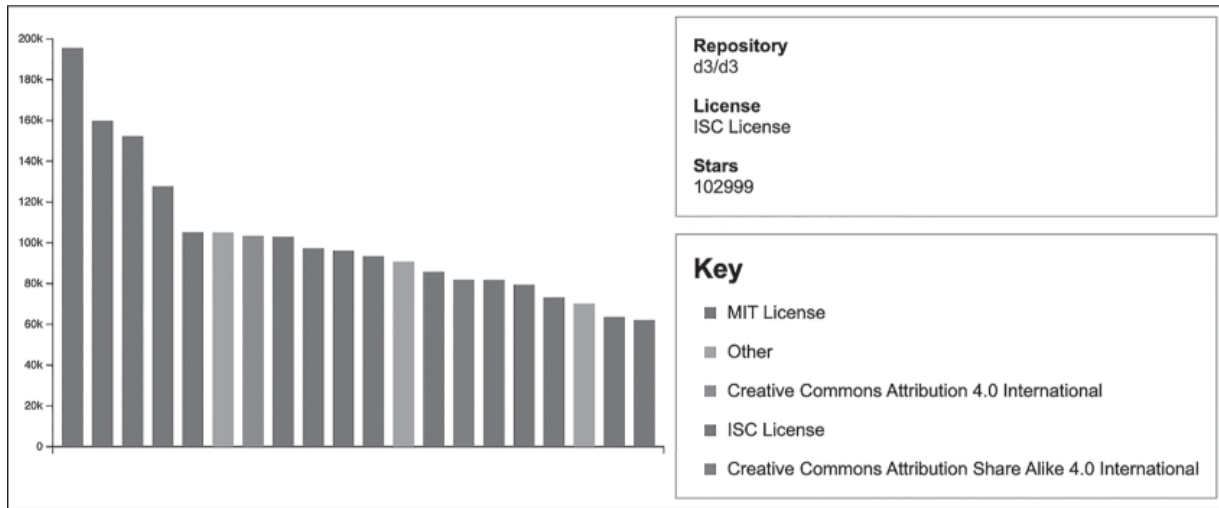 200k
180k
160k
140k
120k
100k
80k
60k
40k
20k
0
Repository
d3/d3
License
ISC License
Stars
102999
Key
MIT License
Other
Creative Commons Attribution 4.0 International
ISC License
Creative Commons Attribution Share Alike 4.0 International